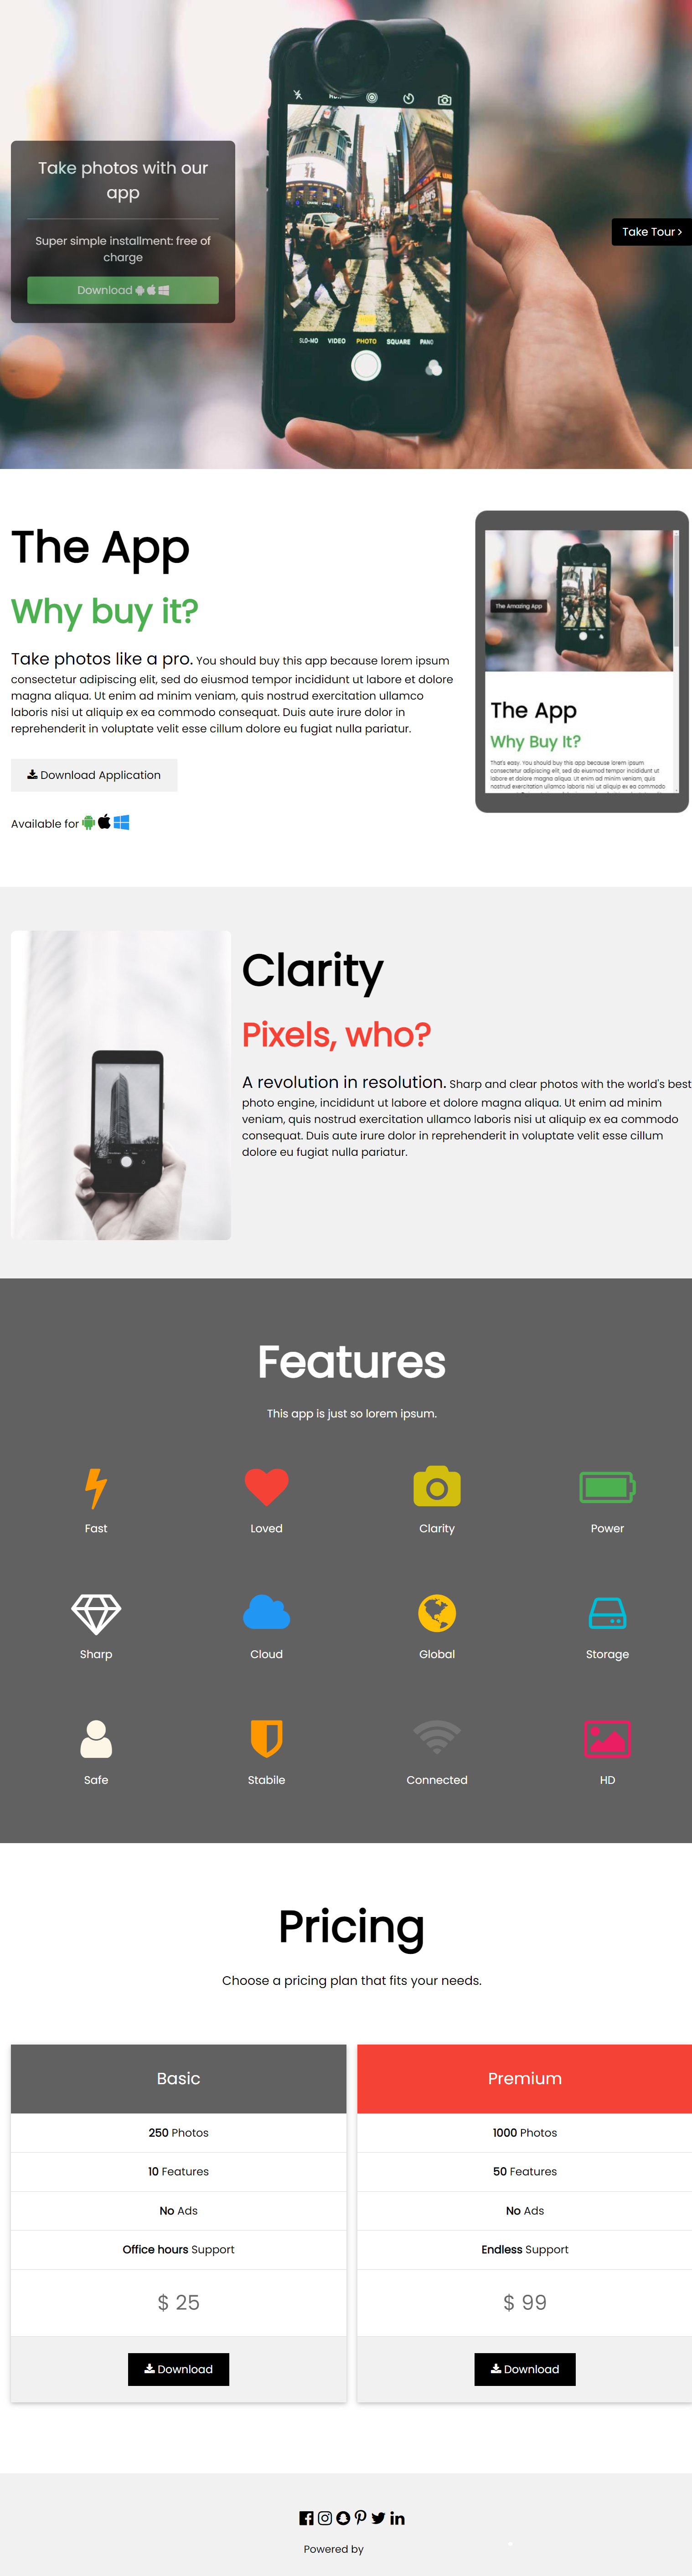 Take photos with our
app
Super simple installment: free of
charge
Download
Take Tour
SLO-MO VIDEO PHOTO SQUARE PANO
The App
Why buy it?
Take photos like a pro. You should buy this app because lorem ipsum
consectetur adipiscing elit, sed do eiusmod tempor incididunt ut labore et dolore
magna aliqua. Ut enim ad minim veniam, quis nostrud exercitation ullamco
laboris nisi ut aliquip ex ea commodo consequat. Duis aute irure dolor in
reprehenderit in voluptate velit esse cillum dolore eu fugiat nulla pariatur.
Download Application
Available for
The Amazing App
The App
Why Buy It?
That's easy. You should buy this app because lorem ipsum
consectetur adipiscing elit, sed do eiusmod tempor incididunt ut
labore et dolore magna aliqua. Ut enim ad minim veniam, quis
nostrud exercitation ullamco laboris nisi ut aliquip ex ea commodo
Clarity
Pixels, who?
A revolution in resolution. Sharp and clear photos with the world's best
photo engine, incididunt ut labore et dolore magna aliqua. Ut enim ad minim
veniam, quis nostrud exercitation ullamco laboris nisi ut aliquip ex ea commodo
consequat. Duis aute irure dolor in reprehenderit in voluptate velit esse cillum
dolore eu fugiat nulla pariatur.
Features
This app is just so lorem ipsum.
Fast Loved Clarity Power
Sharp Cloud Global Storage
Safe Stabile Connected HD
Pricing
Choose a pricing plan that fits your needs.
Basic
250 Photos
10 Features
No Ads
Office hours Support
$ 25
Download
Premium
1000 Photos
50 Features
No Ads
Endless Support
$ 99
Download
Powered by